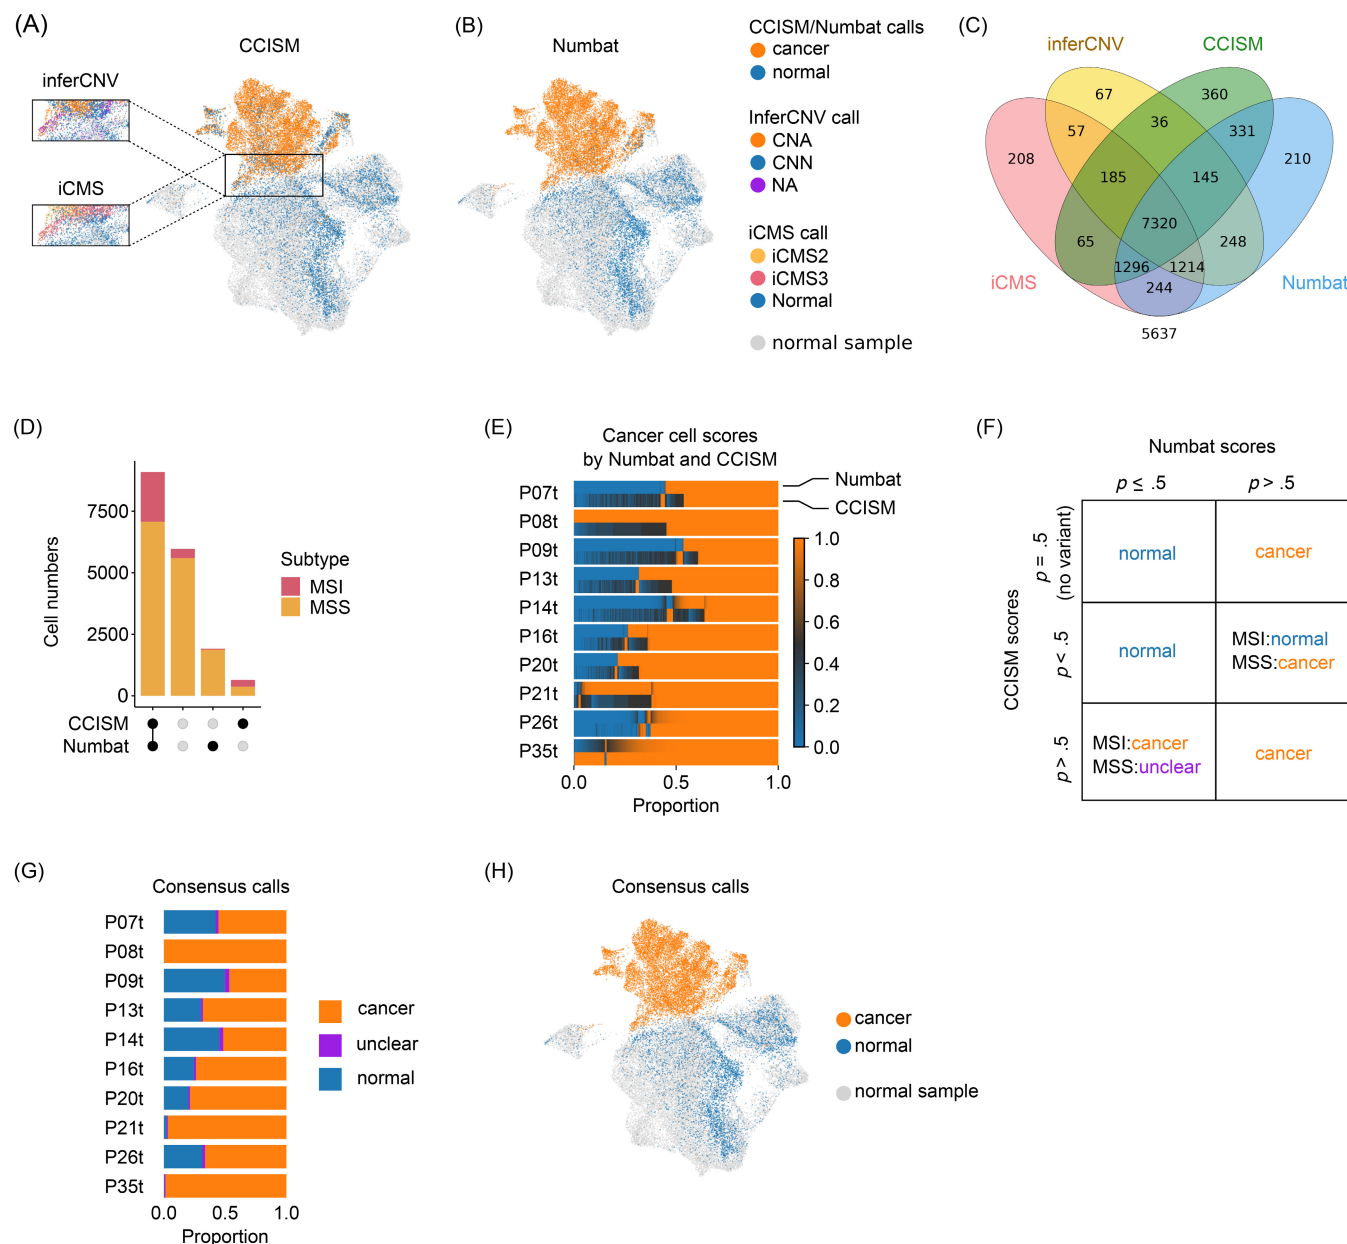 (A)
CCISM
inferCNV
iCMS
(B)
Numbat
CCISM/Numbat calls
cancer
normal
InferCNV call
CNA
CNN
NA
iCMS call
iCMS2
iCMS3
Normal
normal sample
(C)
inferCNV
CCISM
iCMS
Numbat
67
360
57
36
331
208
210
185
145
7320
65
248
1296
1214
244
5637
(D)
Cell numbers
7500
5000
2500
0
CCISM
Numbat
Subtype
MSI
MSS
(E)
Cancer cell scores
by Numbat and CCISM
Numbat
CCISM
P07t
P08t
P09t
P13t
P14t
P16t
P20t
P21t
P26t
P35t
0.0
0.5
1.0
Proportion
1.0
0.8
0.6
0.4
0.2
0.0
(F)
Numbat scores
p ≤ .5
p > .5
CCISM scores
p = .5
(no variant)
p < .5
p > .5
normal
cancer
normal
MSI:normal
MSS:cancer
MSI:cancer
MSS:unclear
cancer
(G)
Consensus calls
P07t
P08t
P09t
P13t
P14t
P16t
P20t
P21t
P26t
P35t
0.0
0.5
1.0
Proportion
cancer
unclear
normal
(H)
Consensus calls
cancer
normal
normal sample